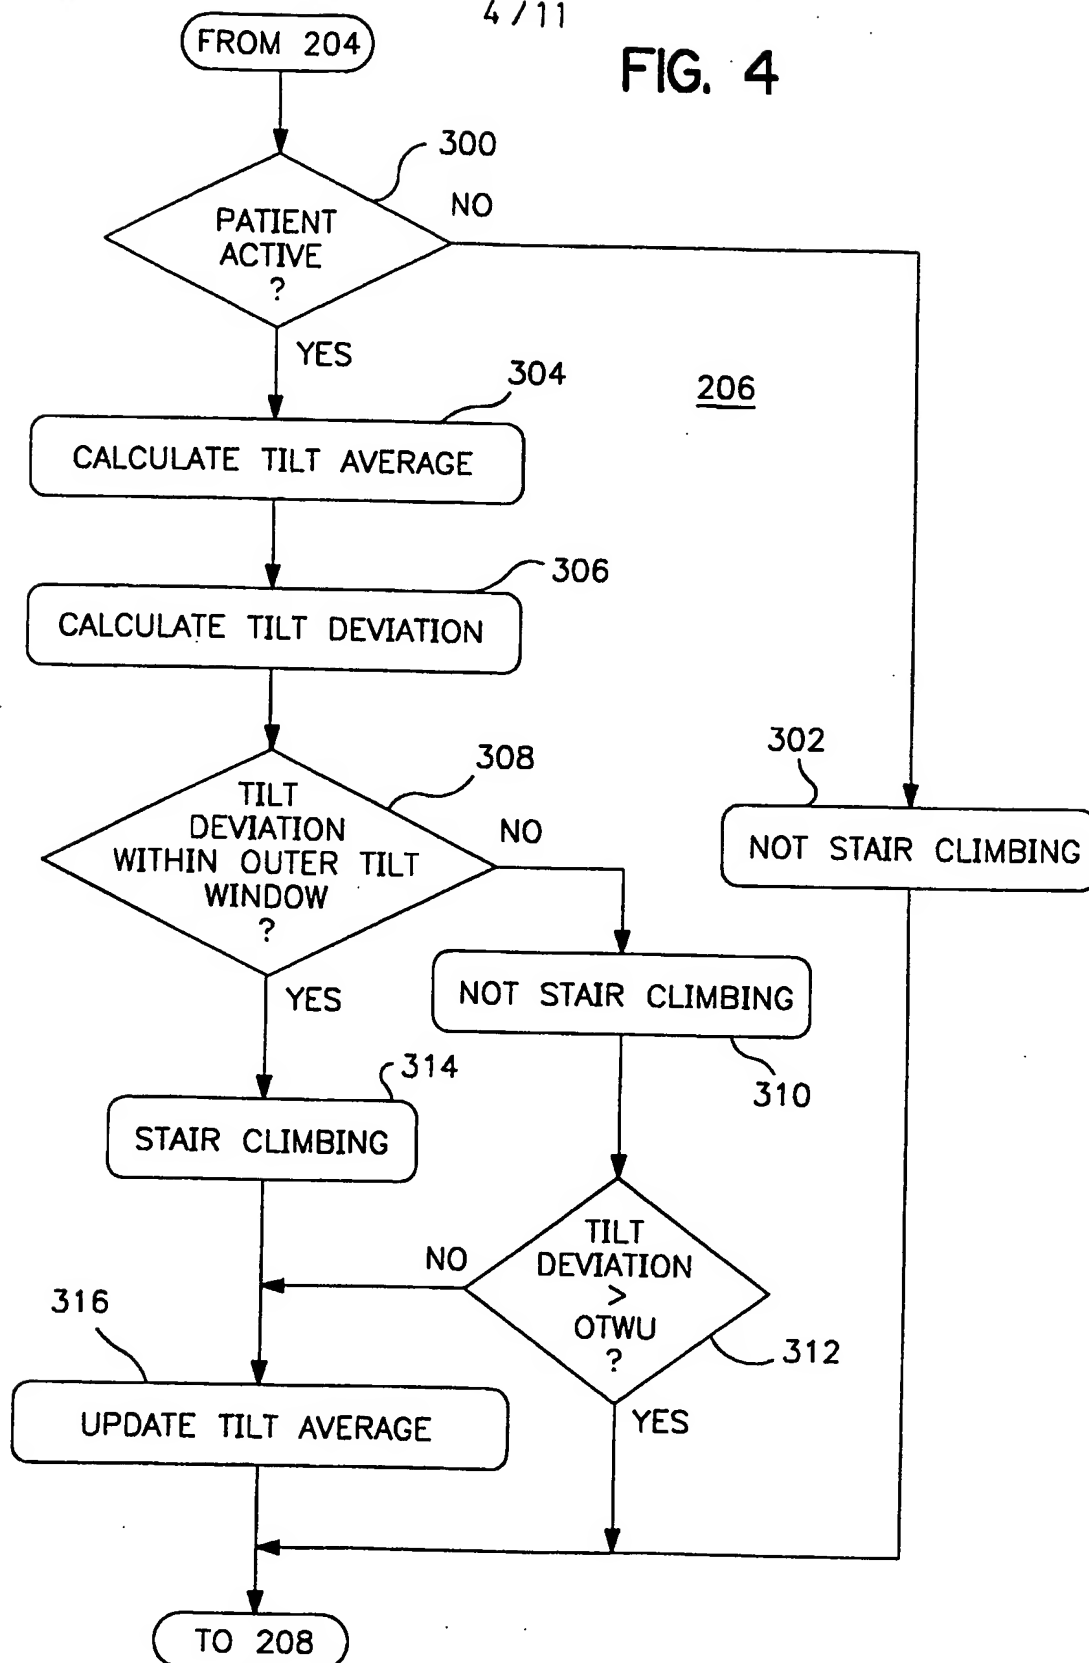 4/11
FROM 204
FIG. 4
300
NO
PATIENT
ACTIVE
?
YES
304
206
CALCULATE TILT AVERAGE
306
CALCULATE TILT DEVIATION
302
308
TILT
DEVIATION
WITHIN OUTER TILT
WINDOW
?
NO
NOT STAIR CLIMBING
YES
NOT STAIR CLIMBING
310
314
STAIR CLIMBING
TILT
DEVIATION
>
OTWU
?
NO
312
316
YES
UPDATE TILT AVERAGE
TO 208